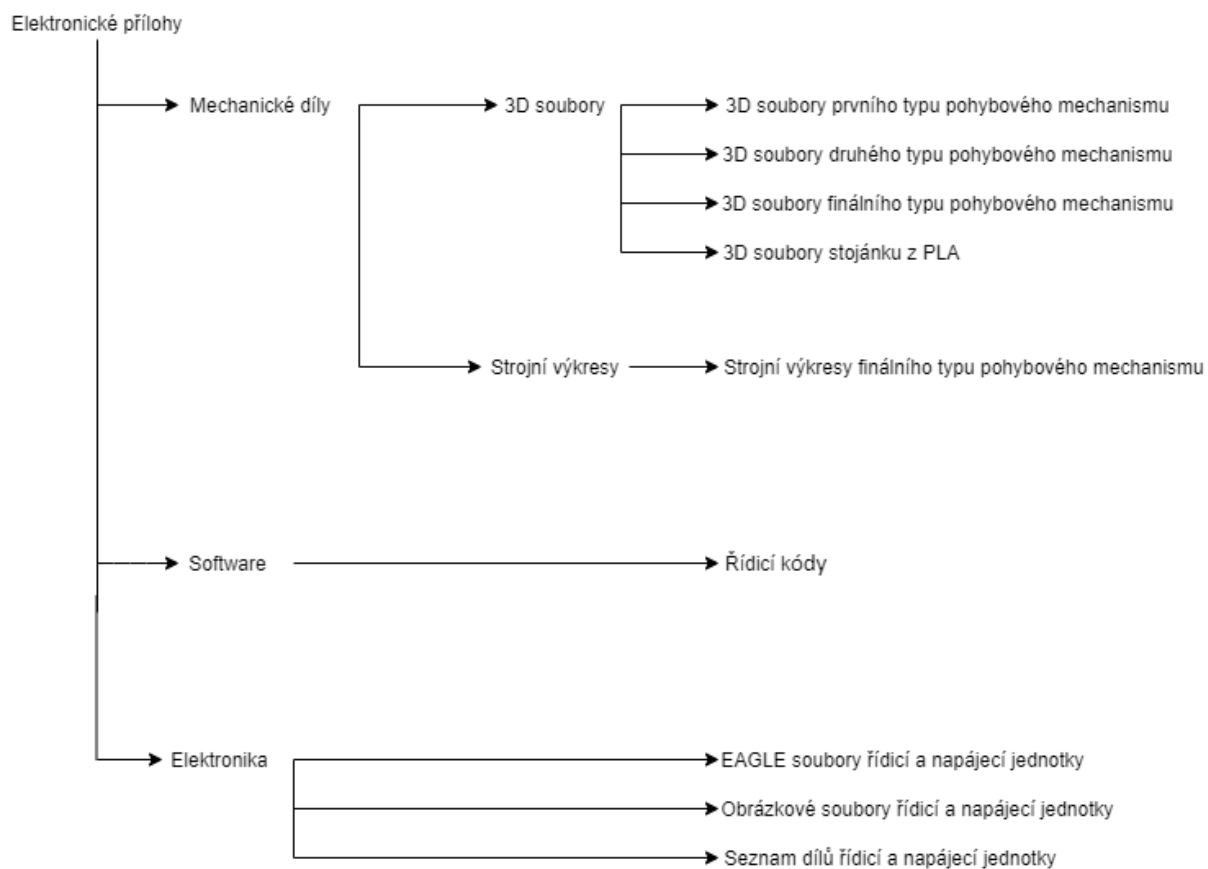 Elektronické přílohy
Mechanické díly
3D soubory
3D soubory prvního typu pohybového mechanismu
3D soubory druhého typu pohybového mechanismu
3D soubory finálního typu pohybového mechanismu
3D soubory stojánku z PLA
Strojní výkresy
Strojní výkresy finálního typu pohybového mechanismu
Software
Řídicí kódy
Elektronika
EAGLE soubory řídicí a napájecí jednotky
Obrázkové soubory řídicí a napájecí jednotky
Seznam dílů řídicí a napájecí jednotky